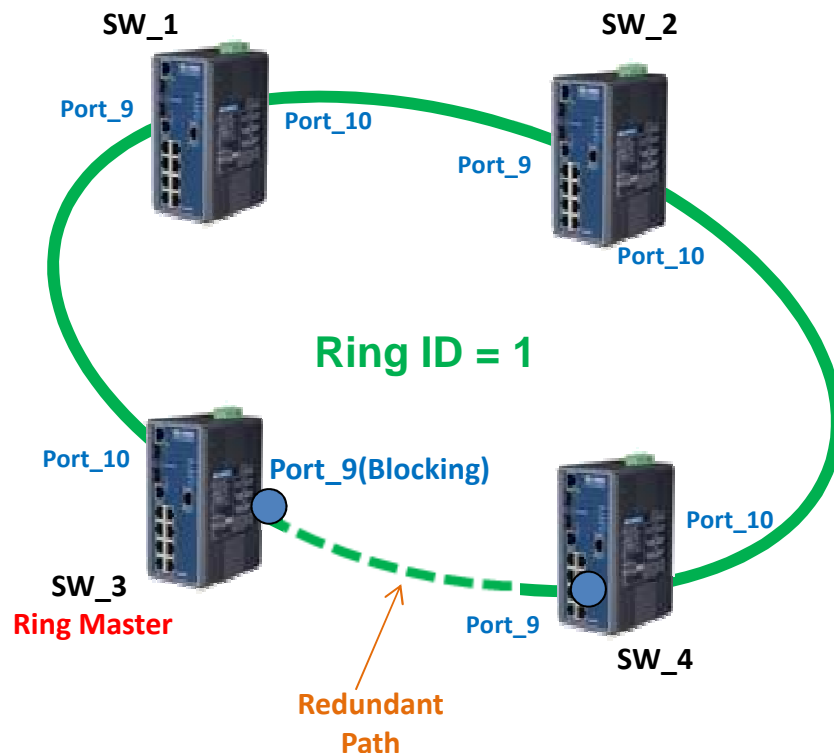 SW_1
SW_2
Port_9
Port_10
Port_9
Port_10
Ring ID = 1
Port_10
Port_9(Blocking)
Port_10
SW_3
Ring Master
Port_9
SW_4
Redundant
Path